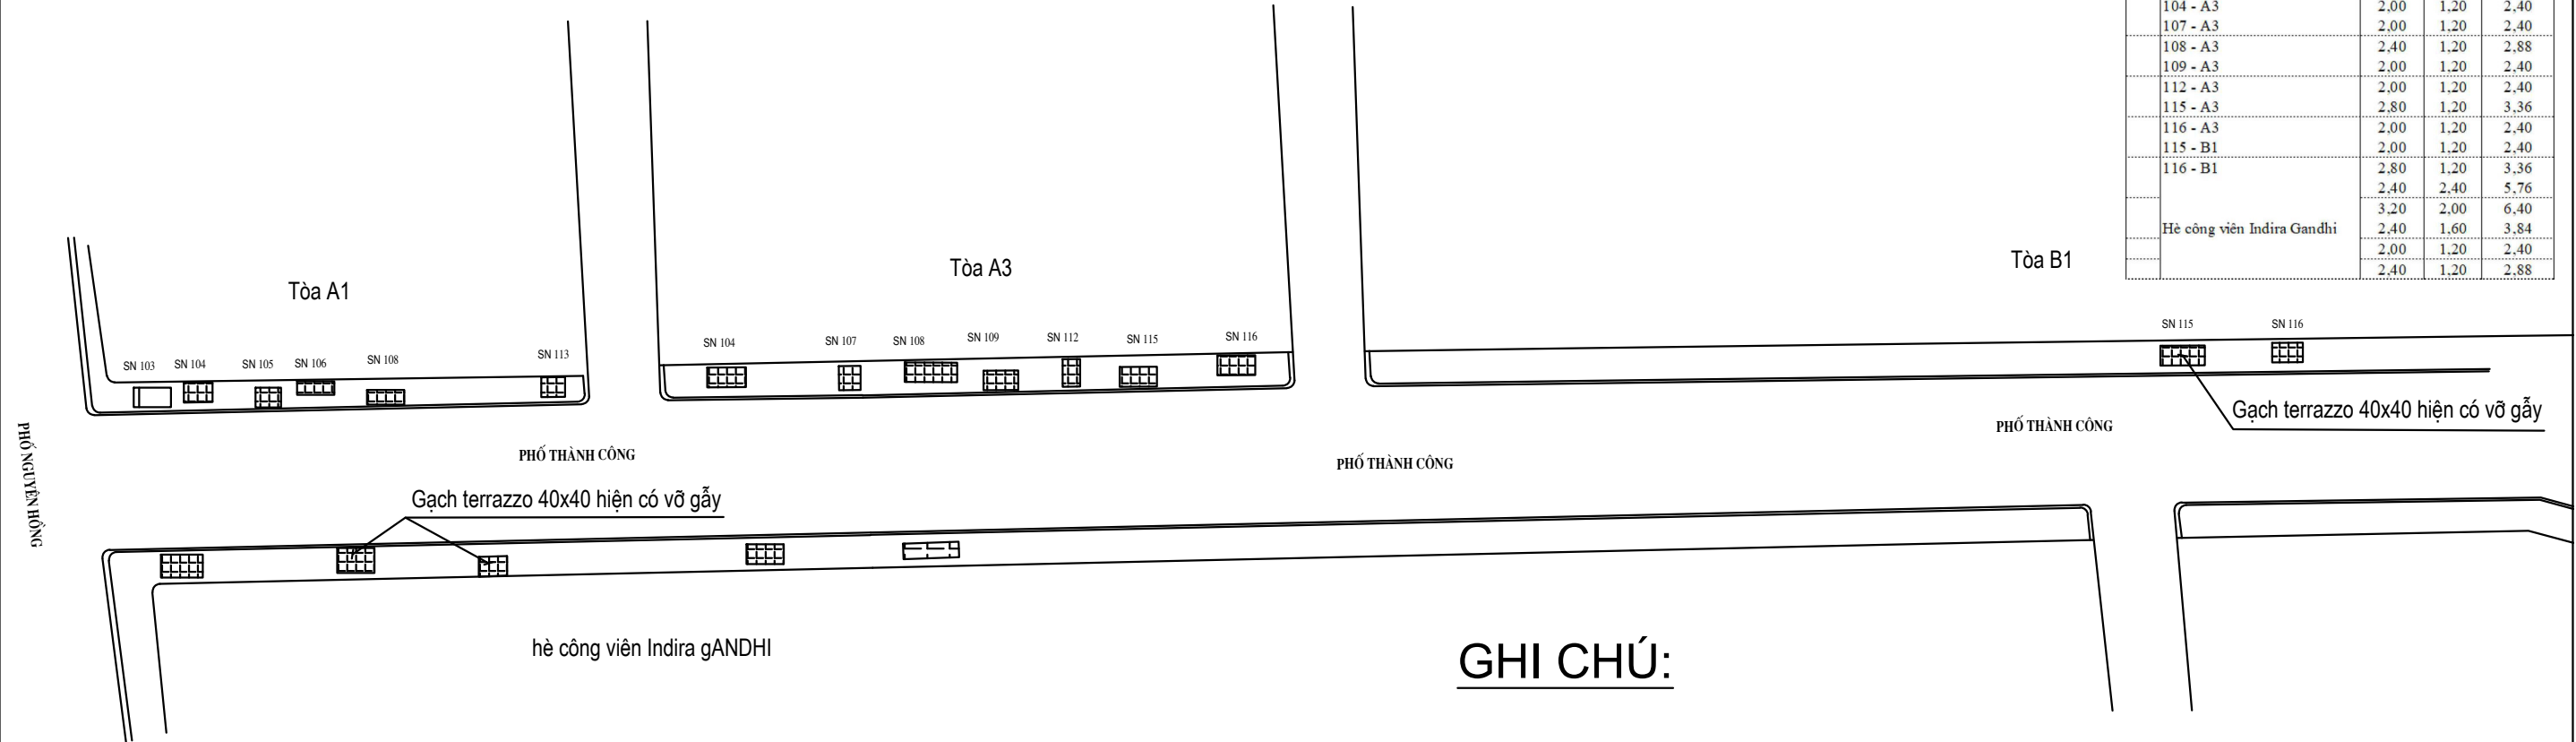 104 - A3 2,00 1,20 2,40
107 - A3 2,00 1,20 2,40
108 - A3 2,40 1,20 2,88
109 - A3 2,00 1,20 2,40
112 - A3 2,00 1,20 2,40
115 - A3 2,80 1,20 3,36
116 - A3 2,00 1,20 2,40
115 - B1 2,00 1,20 2,40
116 - B1 2,80 1,20 3,36
2,40 2,40 5,76
3,20 2,00 6,40
Hè công viên Indira Gandhi 2,40 1,60 3,84
2,00 1,20 2,40
2,40 1,20 2,88
Tòa A1
Tòa A3
Tòa B1
SN 103
SN 104
SN 105
SN 106
SN 108
SN 113
SN 104
SN 107
SN 108
SN 109
SN 112
SN 115
SN 116
SN 115
SN 116
Gạch terrazzo 40x40 hiện có vỡ gẫy
PHỐ NGUYÊN HỒNG
PHỐ THÀNH CÔNG
PHỐ THÀNH CÔNG
PHỐ THÀNH CÔNG
Gạch terrazzo 40x40 hiện có vỡ gẫy
hè công viên Indira gANDHI
GHI CHÚ: